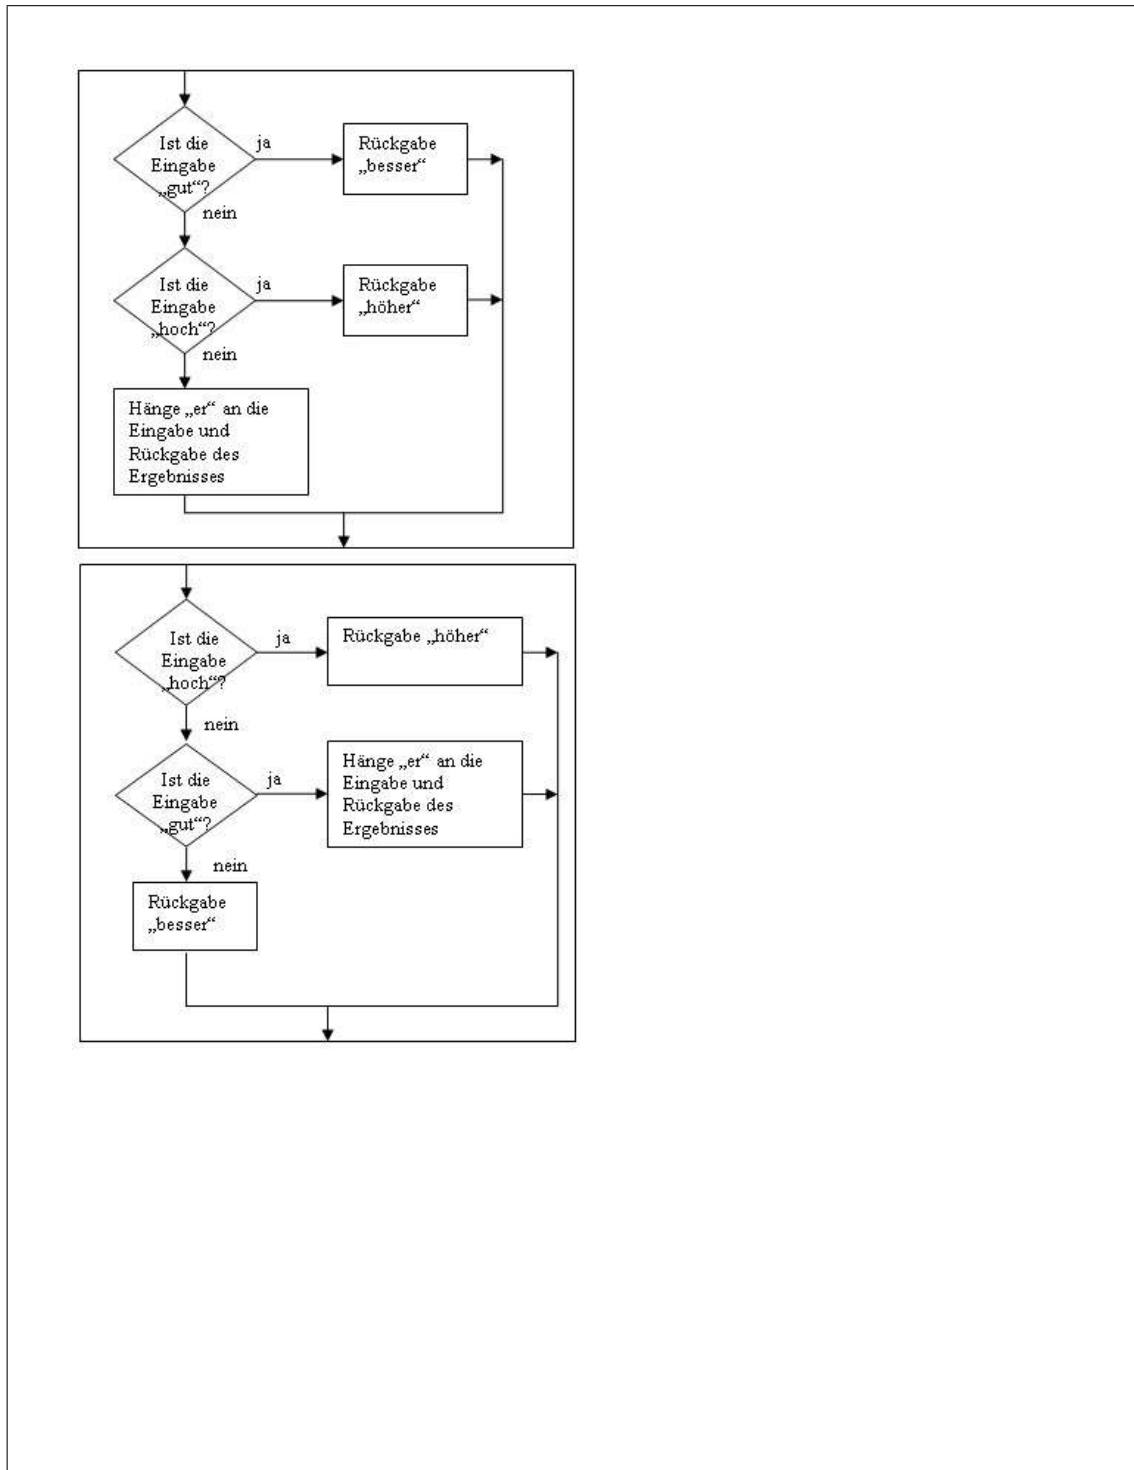 Ist die
Eingabe
„gut“?
ja
Rückgabe
„besser“
nein
Ist die
Eingabe
„hoch“?
ja
Rückgabe
„höher“
nein
Hänge „er“ an die
Eingabe und
Rückgabe des
Ergebnisses
Ist die
Eingabe
„hoch“?
ja
Rückgabe „höher“
nein
Ist die
Eingabe
„gut“?
ja
Hänge „er“ an die
Eingabe und
Rückgabe des
Ergebnisses
nein
Rückgabe
„besser“